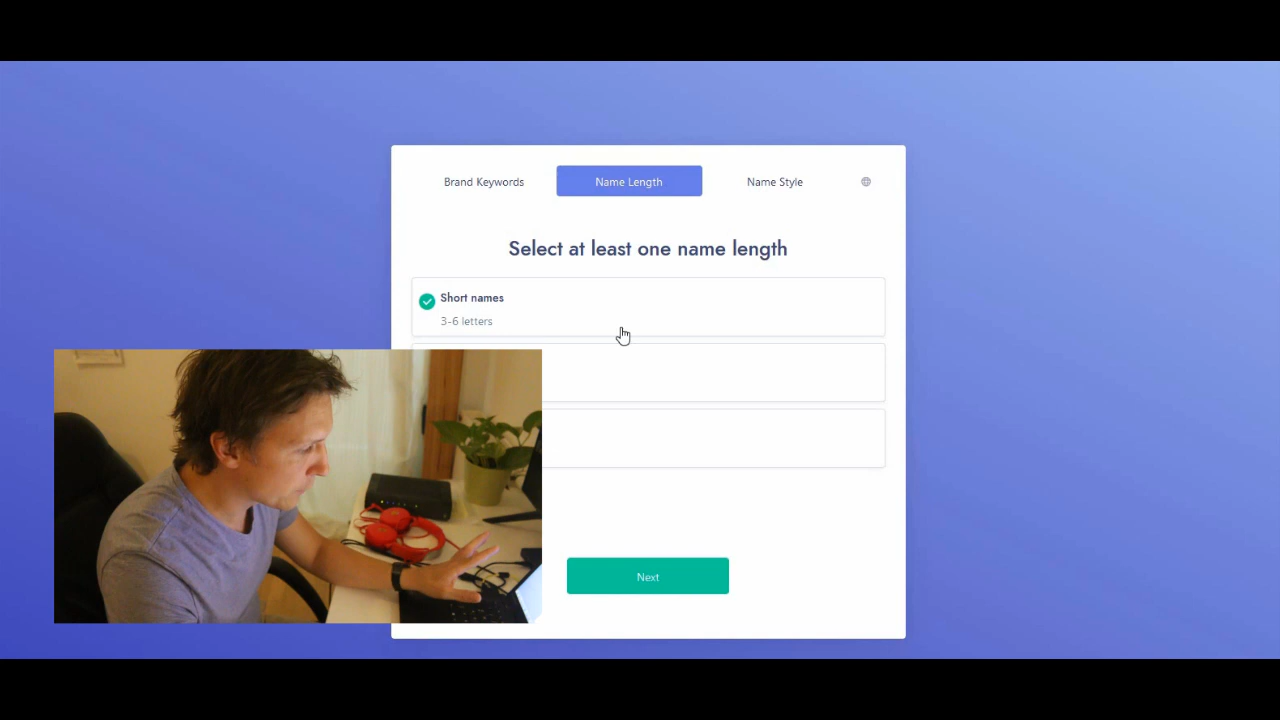 Brand Keywords
Name Length
Name Style
Select at least one name length
Short names
3-6 letters
Next